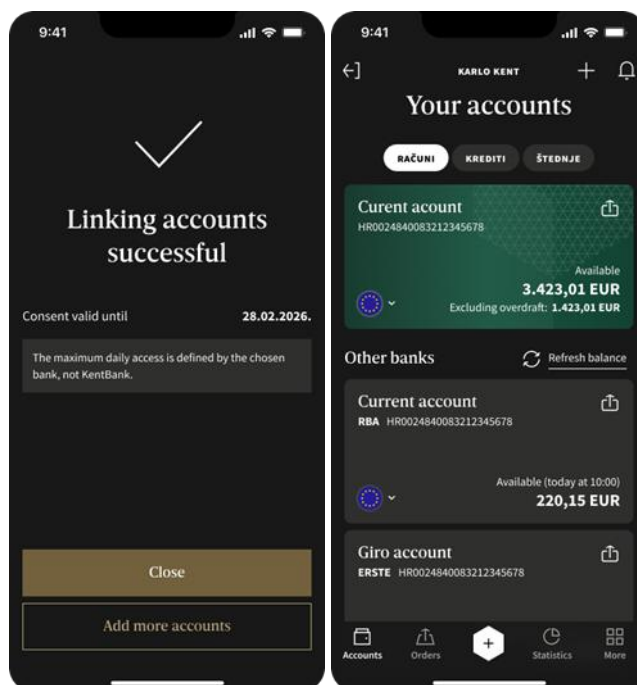 9:41
Linking accounts
successful
Consent valid until 28.02.2026.
The maximum daily access is defined by the chosen
bank, not KentBank.
Close
Add more accounts
9:41
KARLO KENT
Your accounts
RAČUNI KREDITI ŠTEDNJE
Curent acount
HR0024840083212345678
Available
3.423,01 EUR
Excluding overdraft: 1.423,01 EUR
Other banks Refresh balance
Current account
RBA HR0024840083212345678
Available (today at 10:00)
220,15 EUR
Giro account
ERSTE HR0024840083212345678
Accounts Orders Statistics More